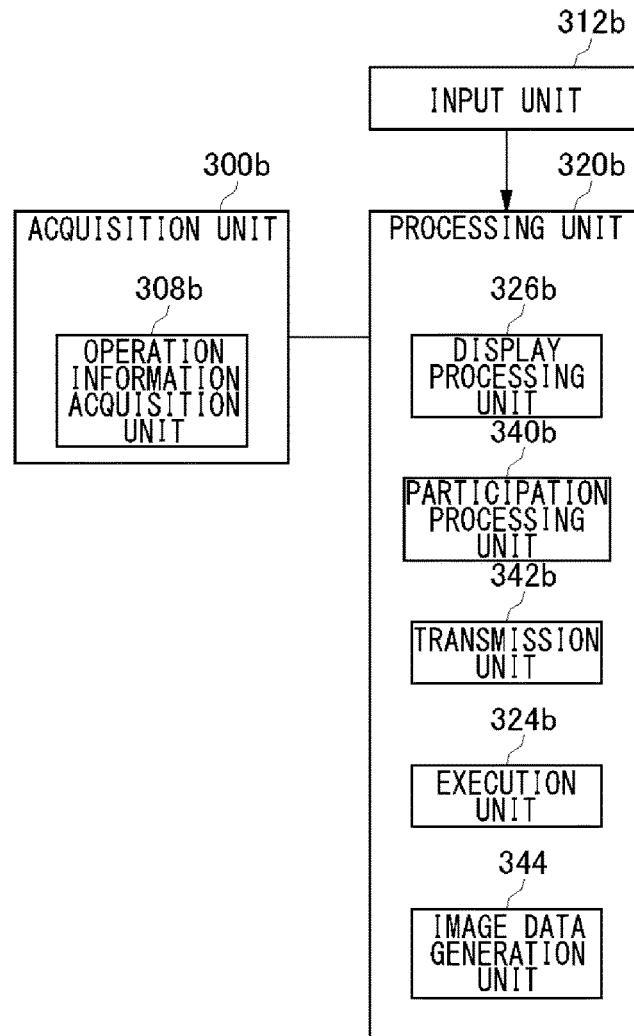 312b
INPUT UNIT
300b
320b
ACQUISITION UNIT
PROCESSING UNIT
308b
OPERATION
INFORMATION
ACQUISITION
UNIT
326b
DISPLAY
PROCESSING
UNIT
340b
PARTICIPATION
PROCESSING
UNIT
342b
TRANSMISSION
UNIT
324b
EXECUTION
UNIT
344
IMAGE DATA
GENERATION
UNIT